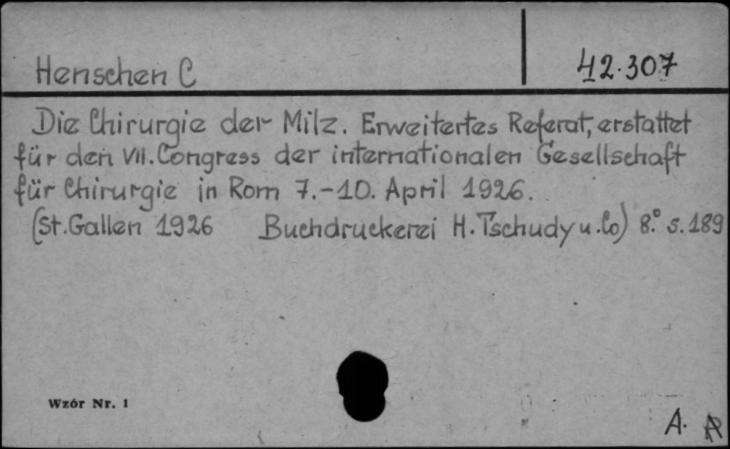 Henschen C
42.307
Die Chirurgie der Milz. Erweitertes Referat, erstattet
für den VII. Congress der internationalen Gesellschaft
für Chirurgie in Rom 7.-10. April 1926.
(St. Gallen 1926 Buchdruckerei H. Tschudy u. Co) 8.° s. 189
Wzór Nr. 1
A.